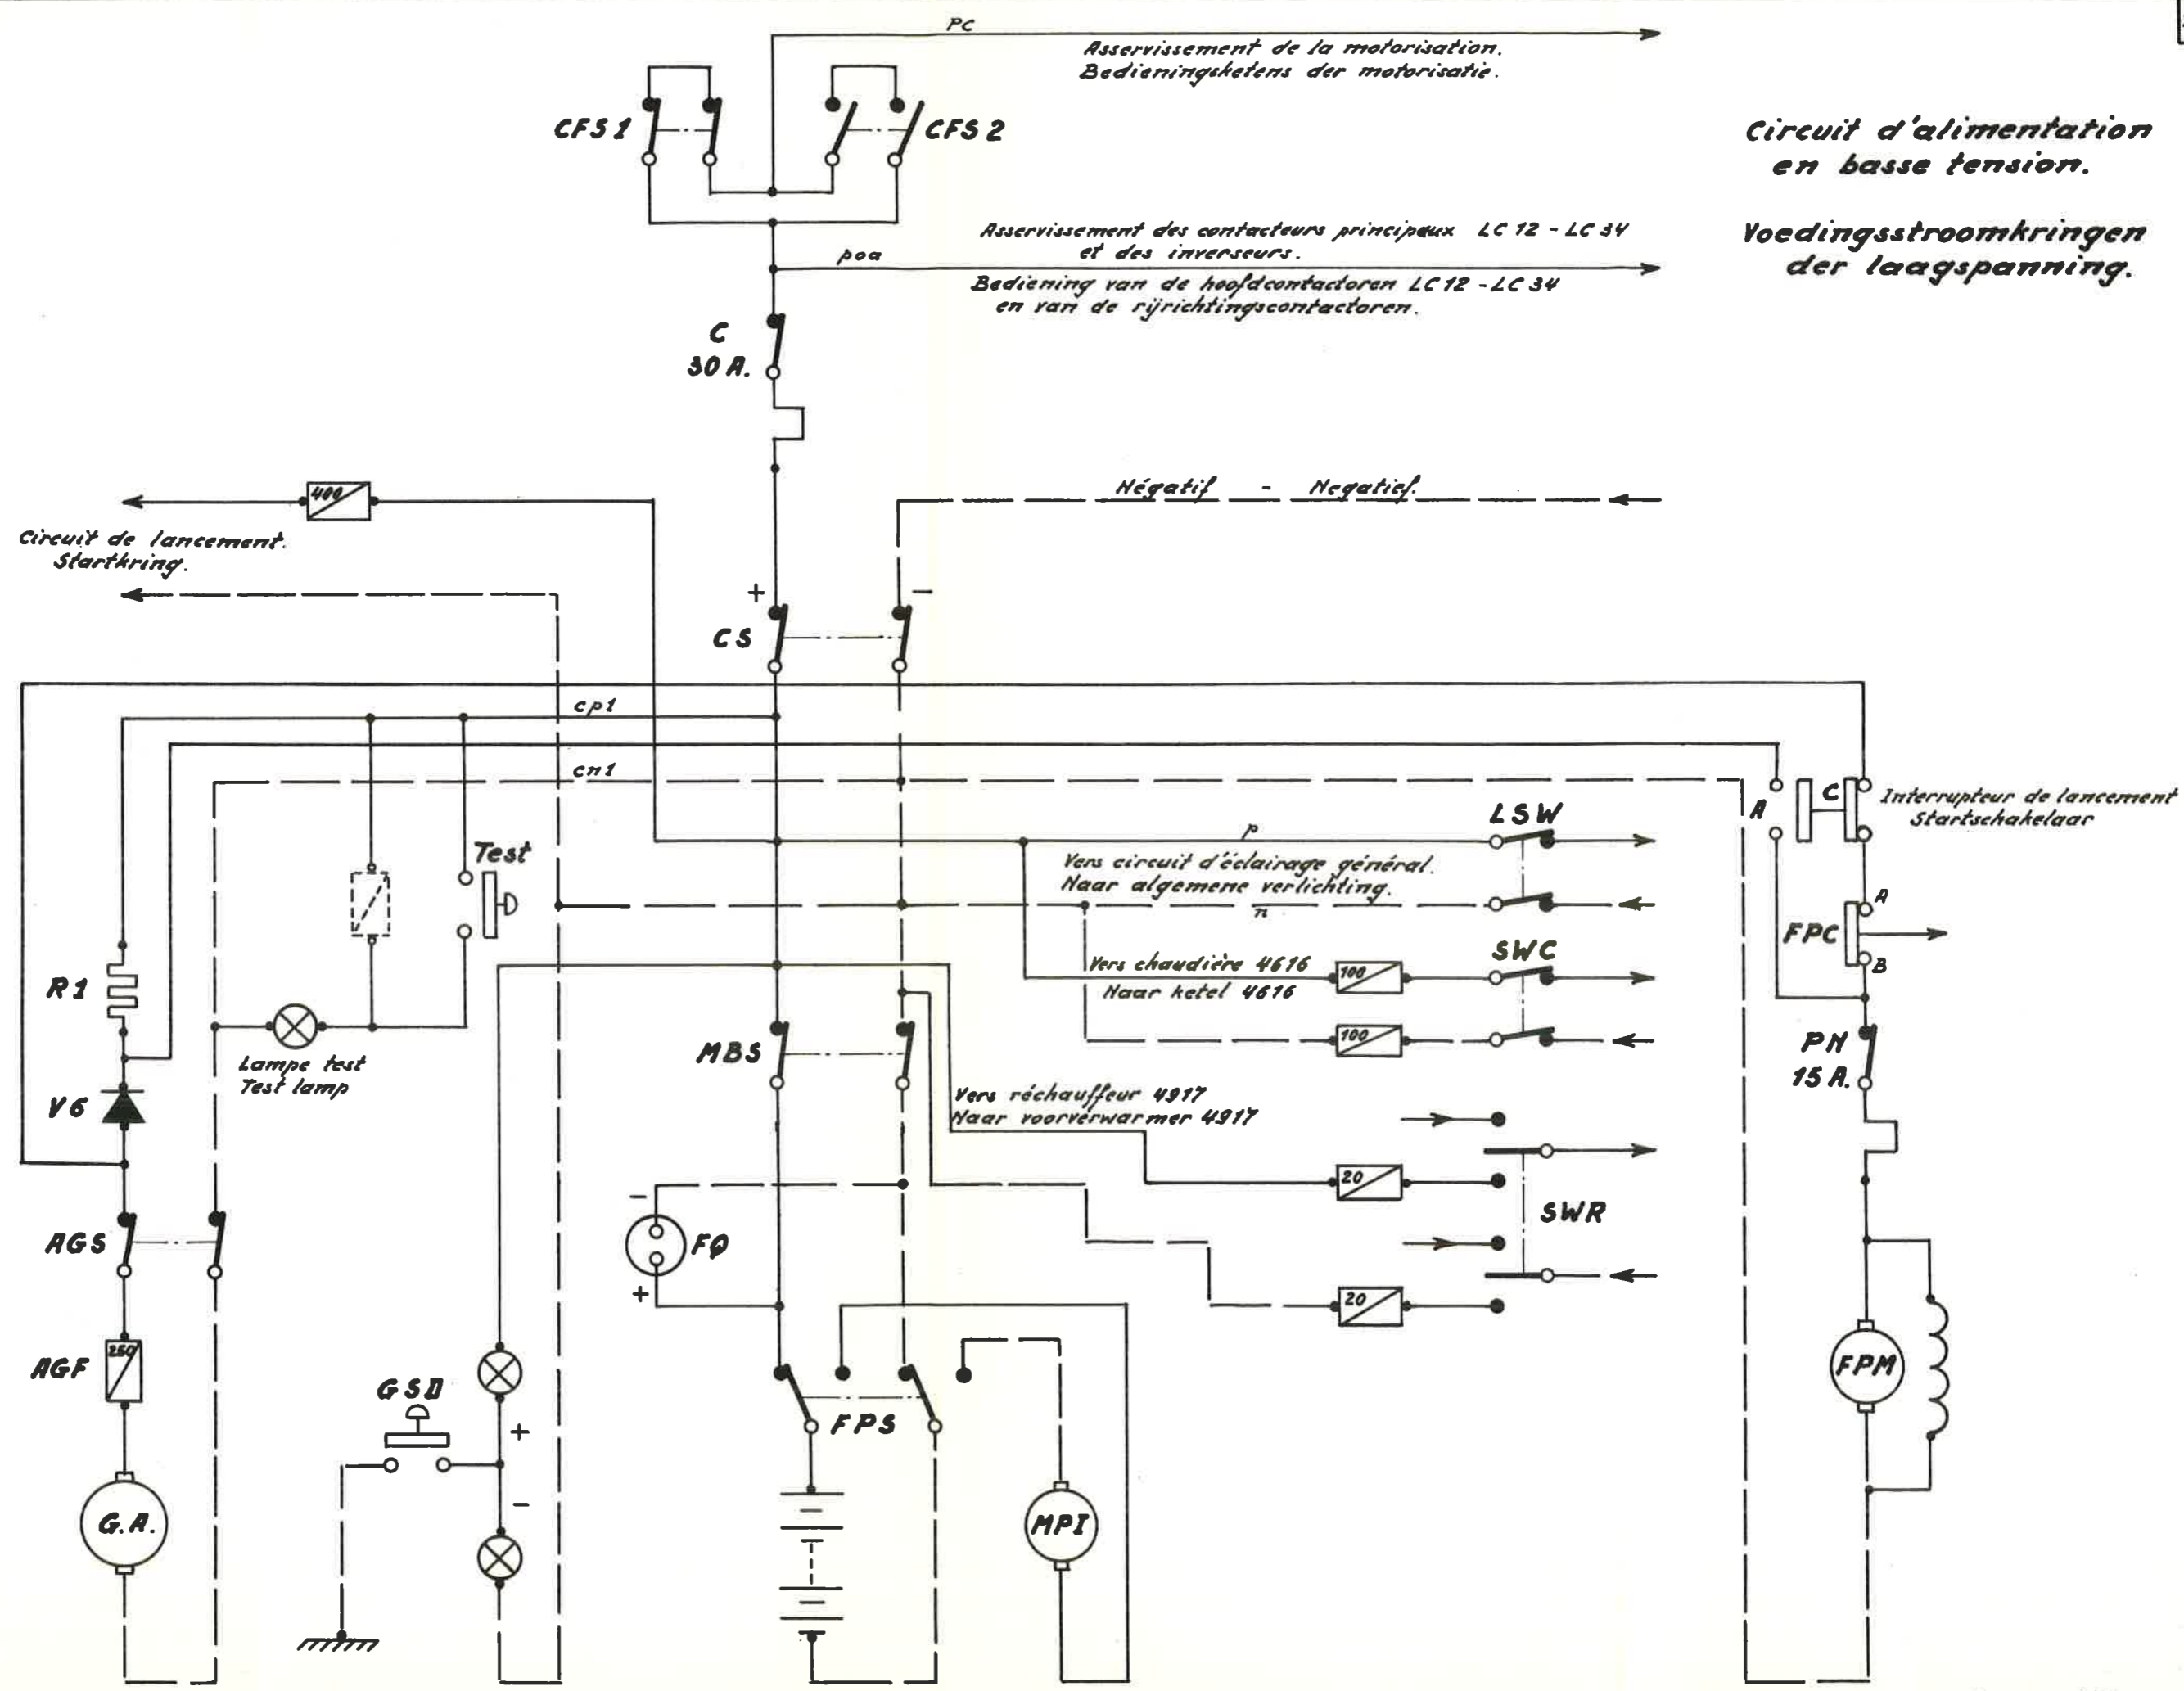 PC
Asservissement de la motorisation.
Bedieningsketens der motorisatie.
CFS 1
CFS 2
Circuit d'alimentation
en basse tension.
Voedingsstroomkringen
der laagspanning.
Asservissement des contacteurs principaux LC 12 - LC 34
et des inverseurs.
poa
Bediening van de hoofdcontactoren LC 12 - LC 34
en van de rijrichtingscontactoren.
C
30 A.
400
Négatif - Negatief.
Circuit de lancement.
Startkring.
+
-
CS
cp1
cn1
A
C
Interrupteur de lancement
Startschakelaar
LSW
p
Test
Vers circuit d'éclairage général.
Naar algemene verlichting.
n
A
FPC
B
SWC
Vers chaudière 4616
100
Naar ketel 4616
R1
100
MBS
PN
15 A.
Lampe test
Test lamp
V6
Vers réchauffeur 4917
Naar voorverwarmer 4917
20
-
SWR
AGS
FQ
+
20
250
AGF
FPM
GSD
FPS
+
-
G.A.
MPI